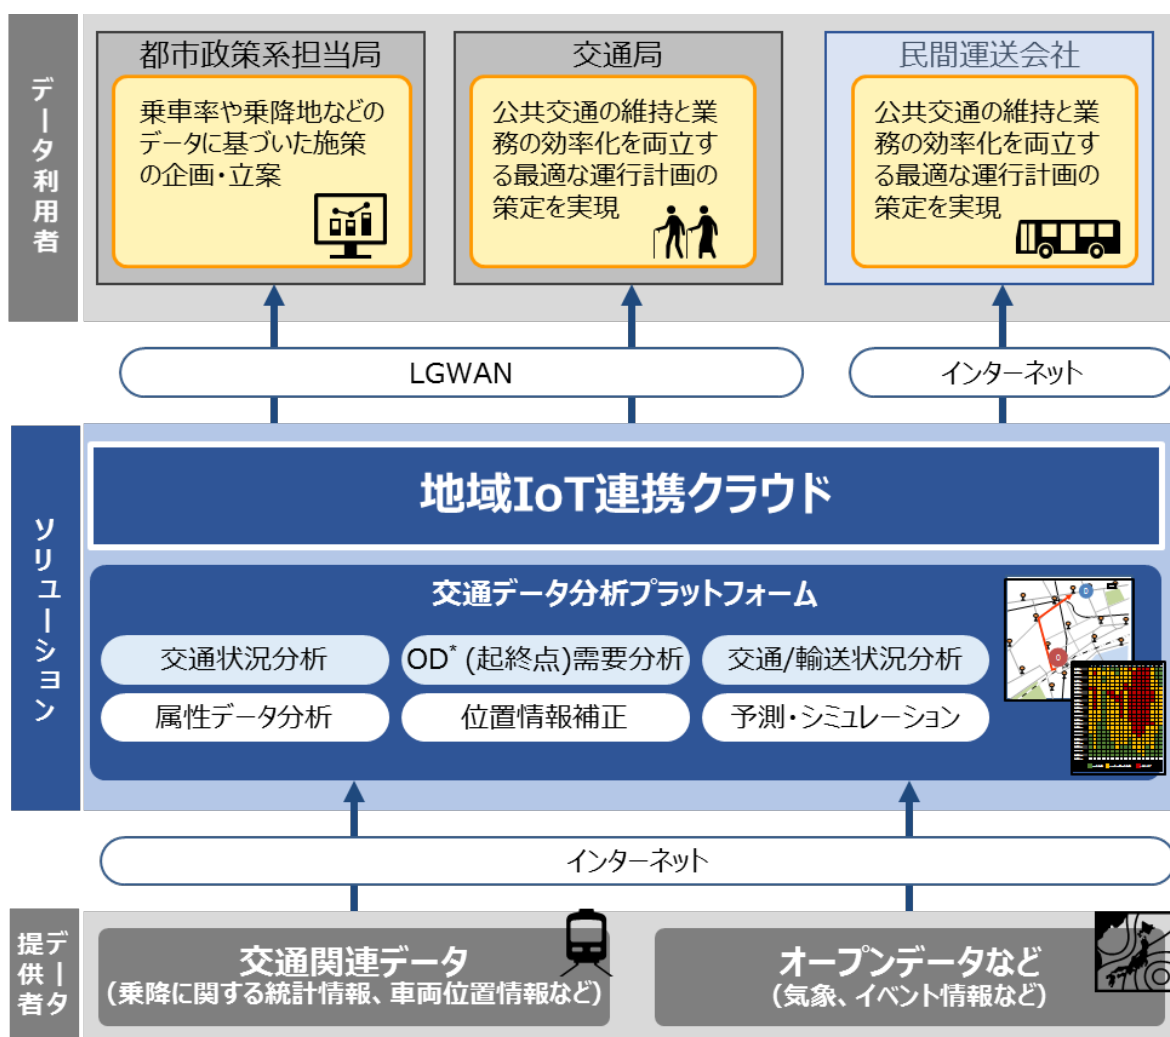 データ利用者
都市政策系担当局
乗車率や乗降地などの
データに基づいた施策
の企画・立案
交通局
公共交通の維持と業
務の効率化を両立す
る最適な運行計画の
策定を実現
民間運送会社
公共交通の維持と業
務の効率化を両立す
る最適な運行計画の
策定を実現
LGWAN
インターネット
ソリューション
地域IoT連携クラウド
交通データ分析プラットフォーム
交通状況分析
OD* (起終点)需要分析
交通/輸送状況分析
属性データ分析
位置情報補正
予測・シミュレーション
インターネット
データ
提供者
交通関連データ
(乗降に関する統計情報、車両位置情報など)
オープンデータなど
(気象、イベント情報など)